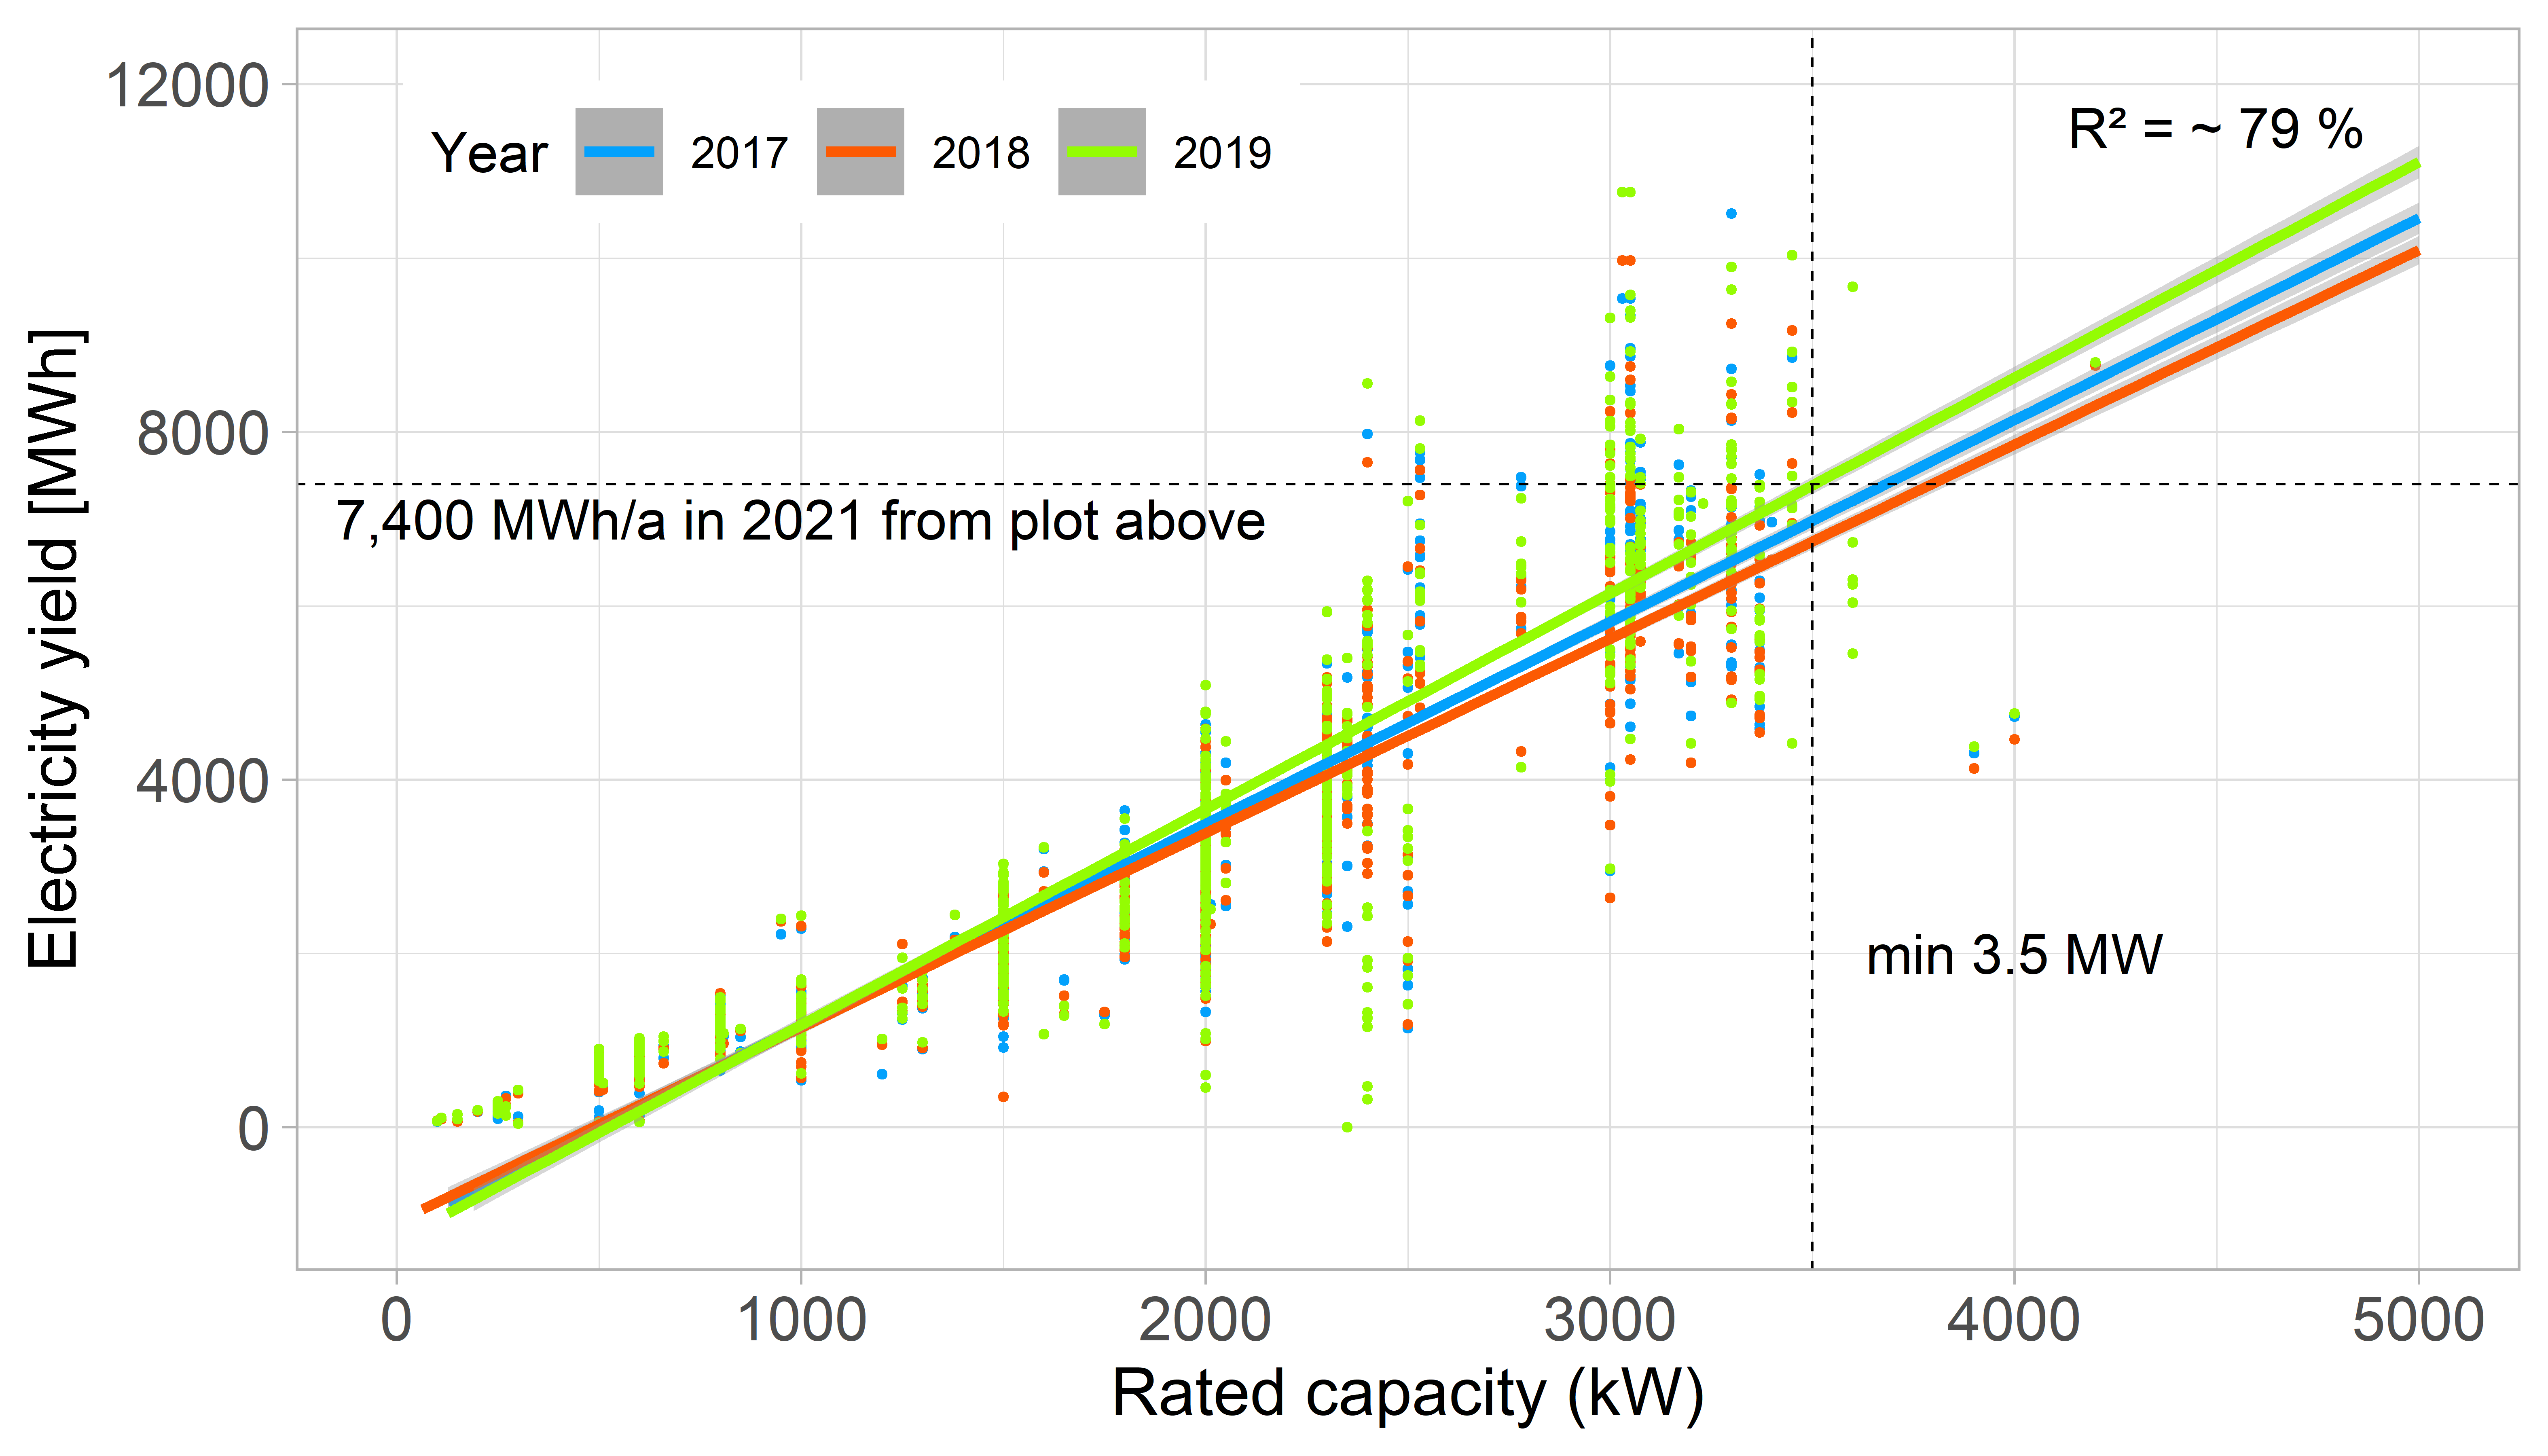 12000
8000
4000
0
Electricity yield [MWh]
Year 2017 2018 2019
R² = ~ 79 %
7,400 MWh/a in 2021 from plot above
min 3.5 MW
0 1000 2000 3000 4000 5000
Rated capacity (kW)